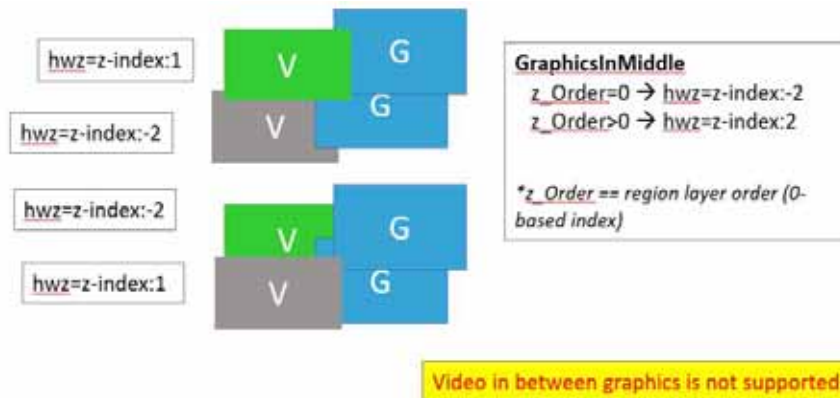 hwz=z-index:1
V
G
hwz=z-index:-2
V
G
hwz=z-index:-2
V
G
hwz=z-index:1
V
G
GraphicsInMiddle
z_Order=0 → hwz=z-index:-2
z_Order>0 → hwz=z-index:2
*z_Order == region layer order (0-
based index)
Video in between graphics is not supported